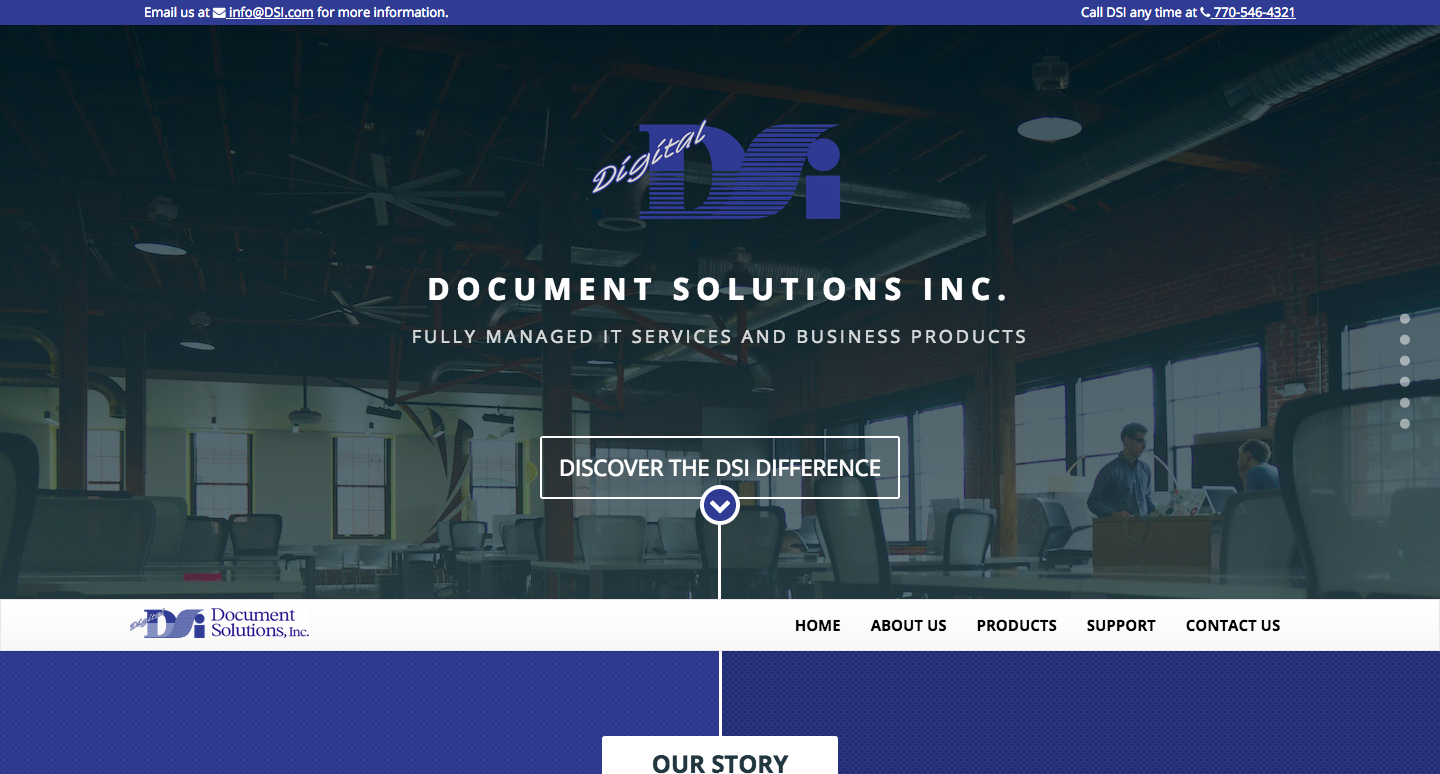 Email us at info@DSI.com for more information.
Call DSI any time at 770-546-4321
Digital DSi
DOCUMENT SOLUTIONS INC.
FULLY MANAGED IT SERVICES AND BUSINESS PRODUCTS
DISCOVER THE DSI DIFFERENCE
Digital DSi Document
Solutions, Inc.
HOME ABOUT US PRODUCTS SUPPORT CONTACT US
OUR STORY